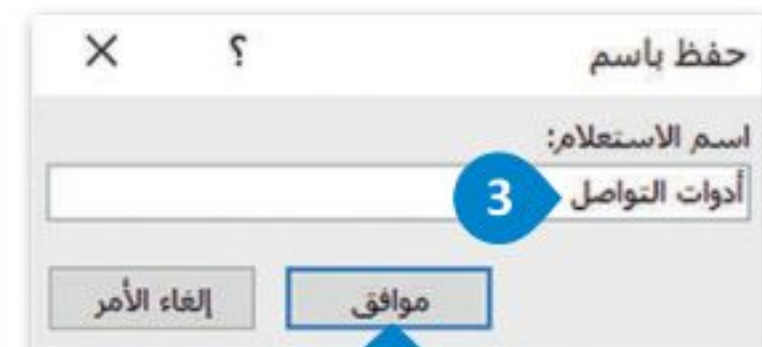 حفظ باسم ؟ ×
اسم الاستعلام:
أدوات التواصل 3
موافق إلغاء الأمر